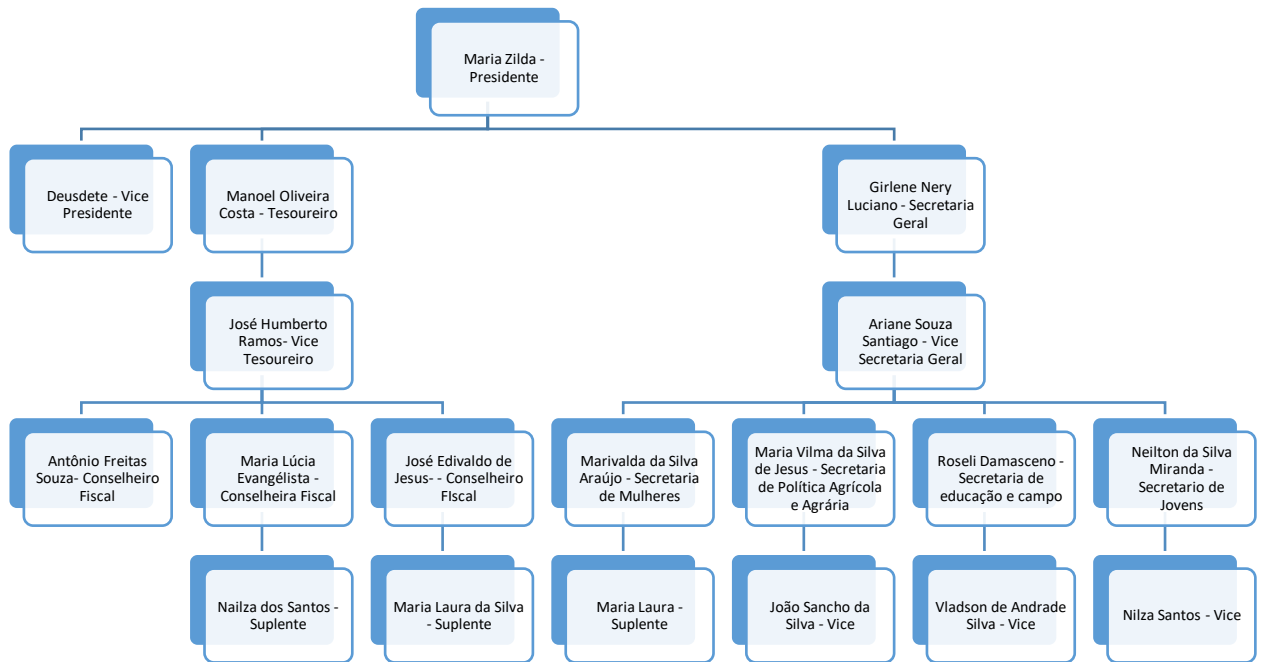 Maria Zilda -
Presidente
Deusdete - Vice
Presidente
Manoel Oliveira
Costa - Tesoureiro
Girlene Nery
Luciano - Secretaria
Geral
José Humberto
Ramos- Vice
Tesoureiro
Ariane Souza
Santiago - Vice
Secretaria Geral
Antônio Freitas
Souza- Conselheiro
Fiscal
Maria Lúcia
Evangélista -
Conselheira Fiscal
José Edivaldo de
Jesus- - Conselheiro
FIscal
Marivalda da Silva
Araújo - Secretaria
de Mulheres
Maria Vilma da Silva
de Jesus - Secretaria
de Política Agrícola
e Agrária
Roseli Damasceno -
Secretaria de
educação e campo
Neilton da Silva
Miranda -
Secretario de
Jovens
Nailza dos Santos -
Suplente
Maria Laura da Silva
- Suplente
Maria Laura -
Suplente
João Sancho da
Silva - Vice
Vladson de Andrade
Silva - Vice
Nilza Santos - Vice